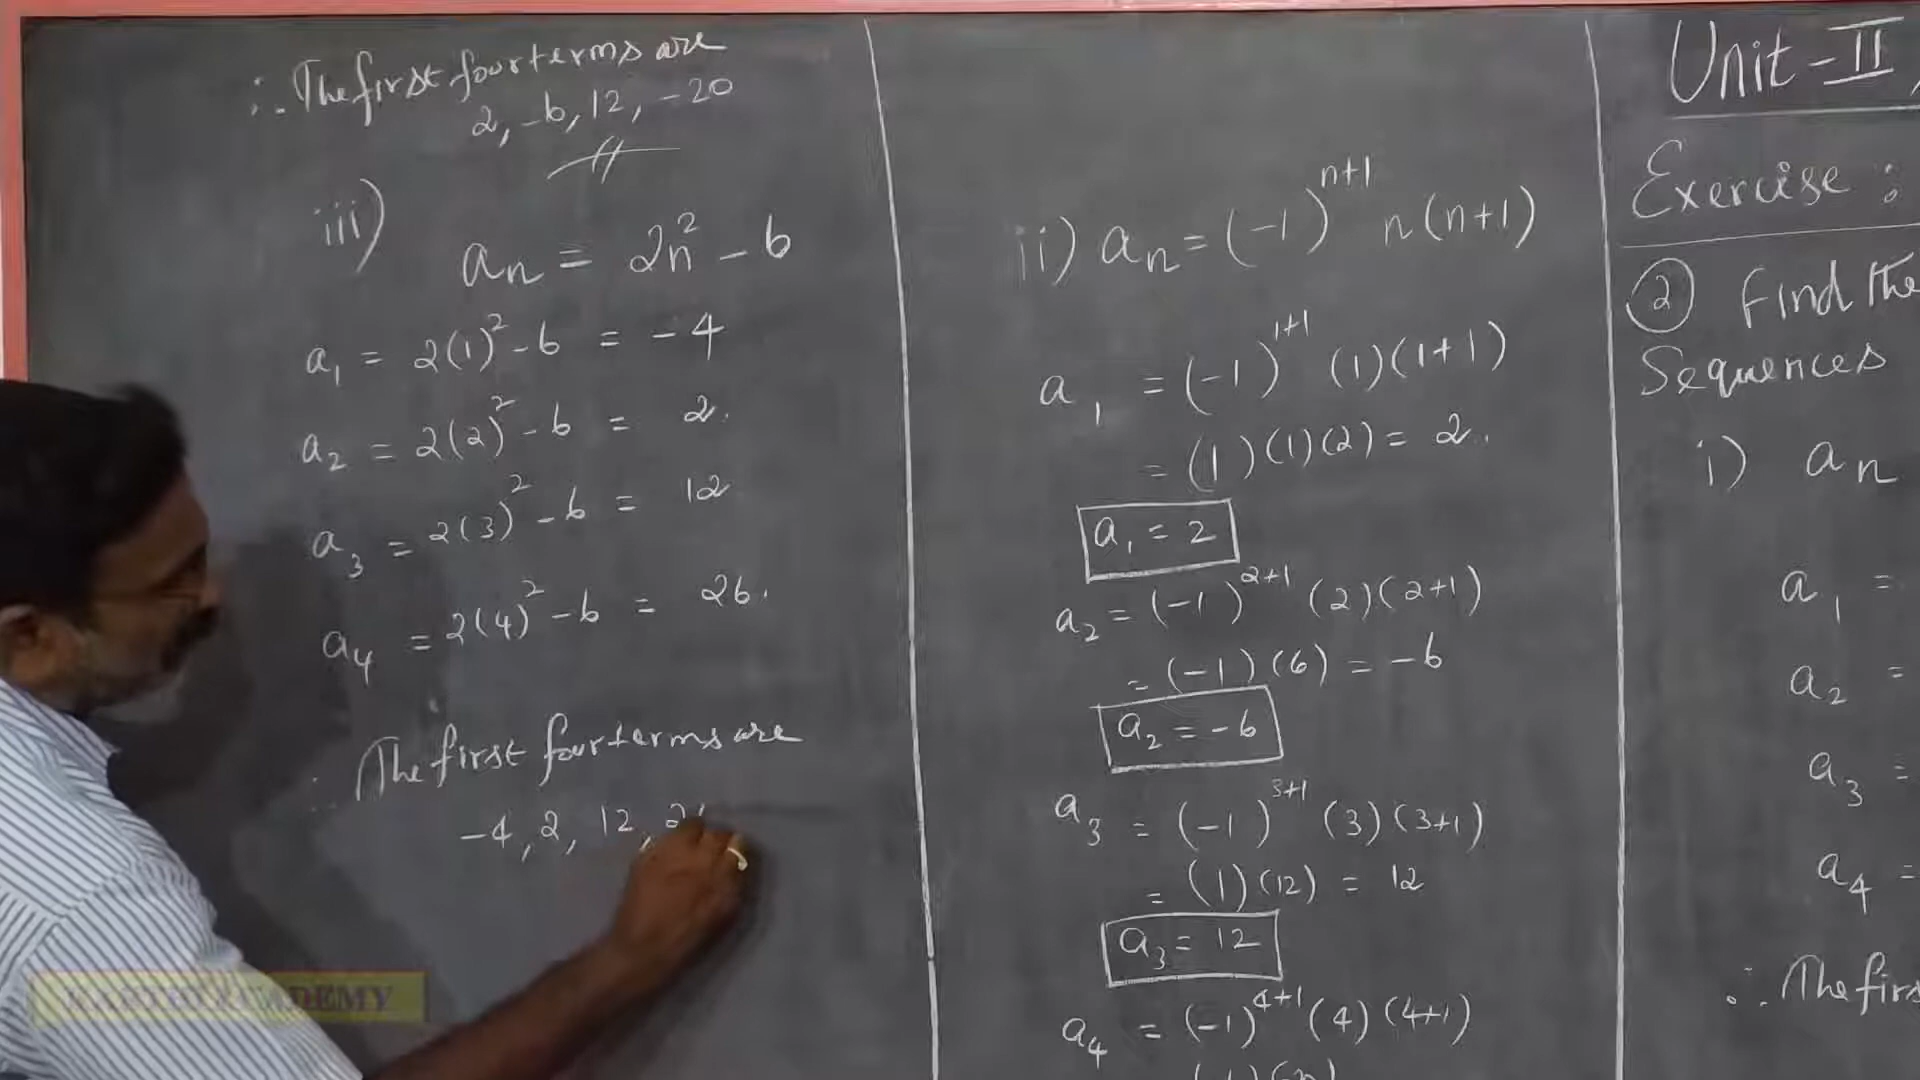 ∴ The first four terms are
2, -6, 12, -20
iii)
aₙ = 2n² - 6
a₁ = 2(1)² - 6 = -4
a₂ = 2(2)² - 6 = 2.
a₃ = 2(3)² - 6 = 12
a₄ = 2(4)² - 6 = 26.
∴ The first four terms are
-4, 2, 12, 2
ii) aₙ = (-1)ⁿ⁺¹ n(n+1)
a₁ = (-1)¹⁺¹ (1)(1+1)
= (1)(1)(2) = 2.
a₁ = 2
a₂ = (-1)²⁺¹ (2)(2+1)
= (-1)(6) = -6
a₂ = -6
a₃ = (-1)³⁺¹ (3)(3+1)
= (1)(12) = 12
a₃ = 12
a₄ = (-1)⁴⁺¹ (4)(4+1)
Unit-II
Exercise:
② Find the
Sequences
i) aₙ
a₁ =
a₂ =
a₃ =
a₄ =
∴ The firs